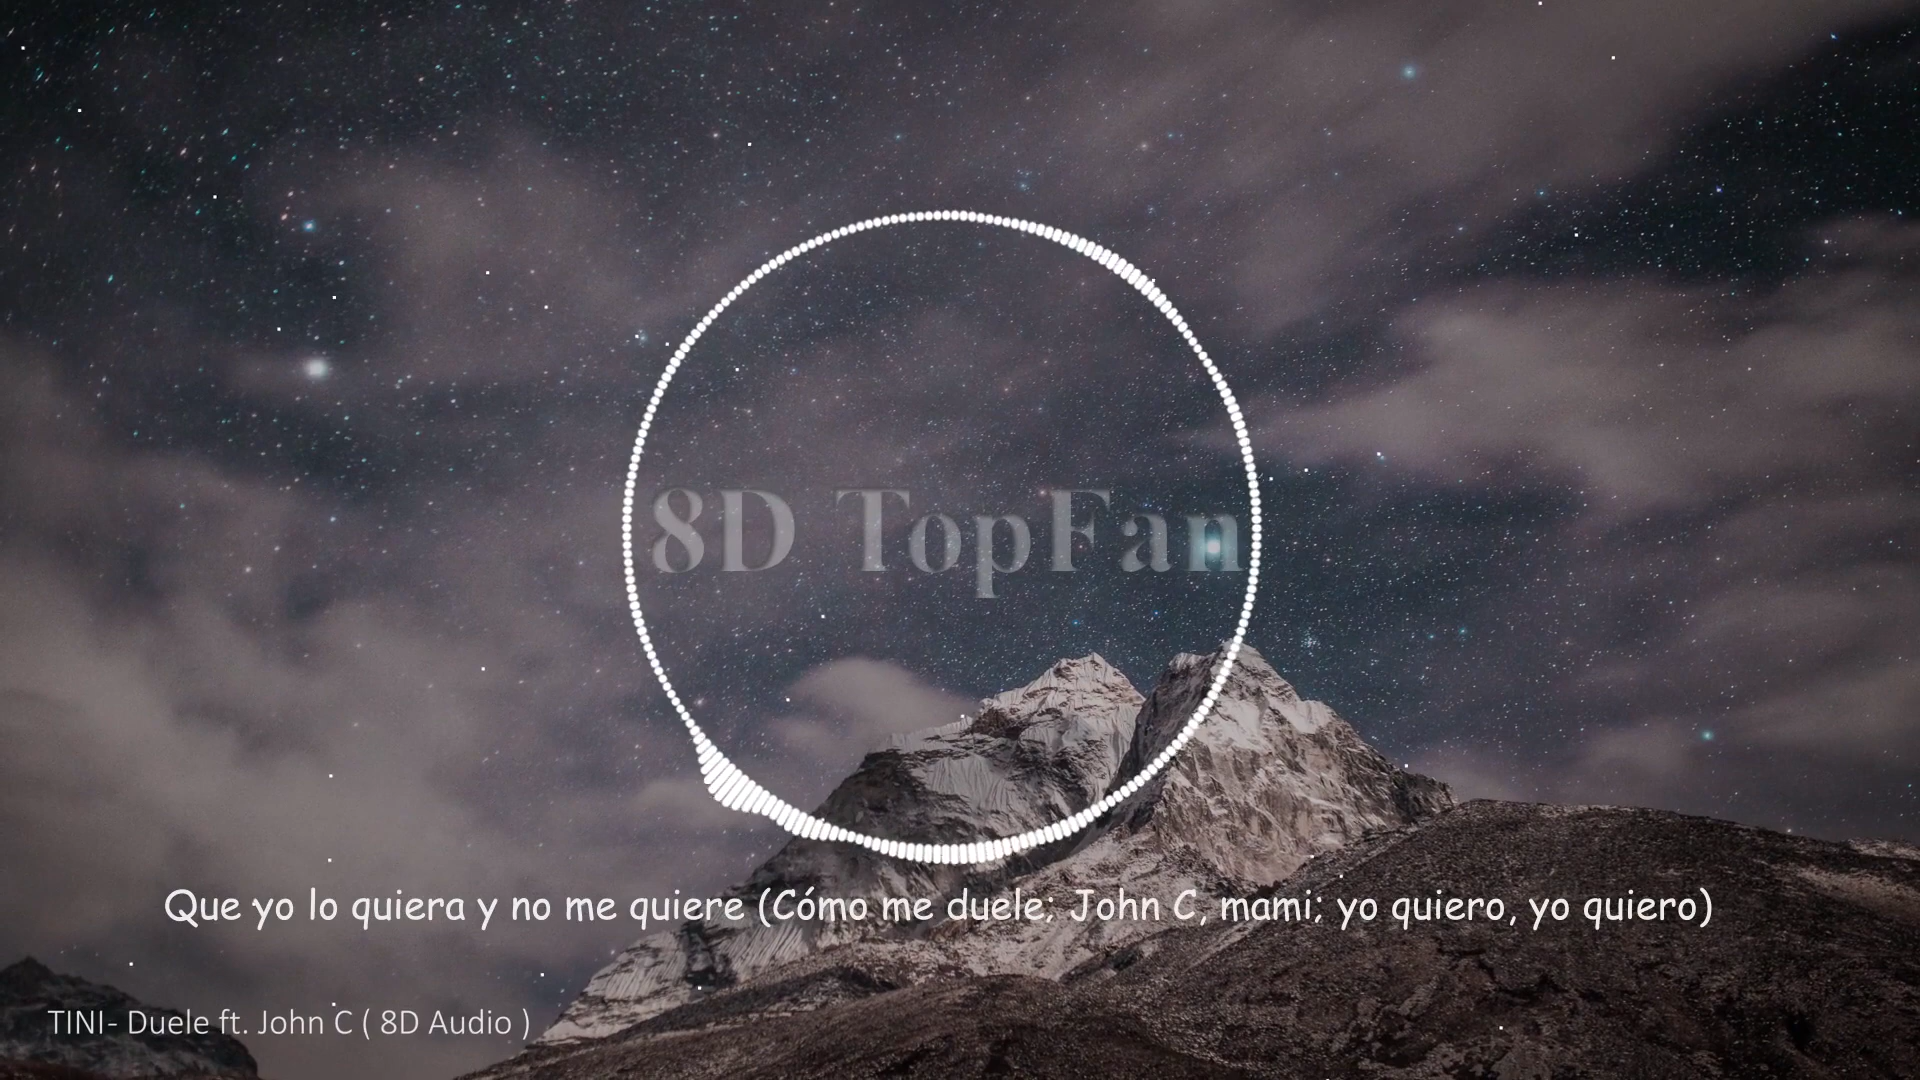 8D TopFan
Que yo lo quiera y no me quiere (Cómo me duele; John C, mami; yo quiero, yo quiero)
TINI- Duele ft. John C ( 8D Audio )